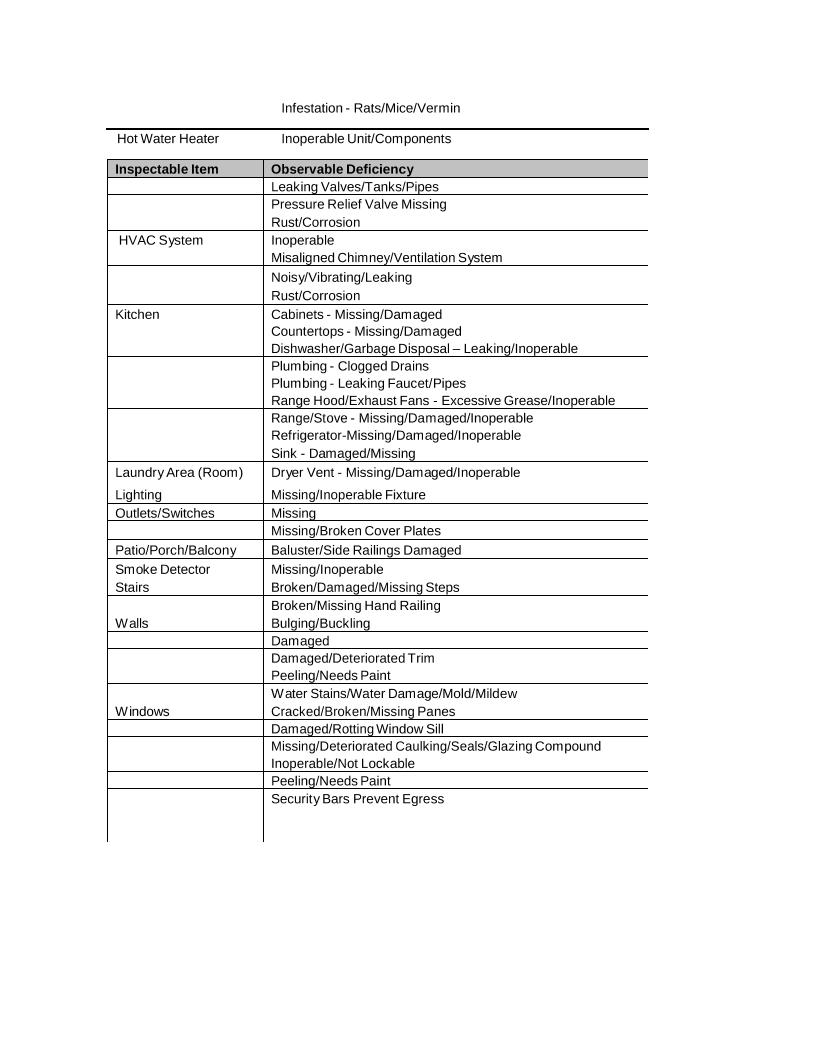 Infestation - Rats/Mice/Vermin
Hot Water Heater Inoperable Unit/Components
Inspectable Item Observable Deficiency
Leaking Valves/Tanks/Pipes
Pressure Relief Valve Missing
Rust/Corrosion
HVAC System Inoperable
Misaligned Chimney/Ventilation System
Noisy/Vibrating/Leaking
Rust/Corrosion
Kitchen Cabinets - Missing/Damaged
Countertops - Missing/Damaged
Dishwasher/Garbage Disposal – Leaking/Inoperable
Plumbing - Clogged Drains
Plumbing - Leaking Faucet/Pipes
Range Hood/Exhaust Fans - Excessive Grease/Inoperable
Range/Stove - Missing/Damaged/Inoperable
Refrigerator-Missing/Damaged/Inoperable
Sink - Damaged/Missing
Laundry Area (Room) Dryer Vent - Missing/Damaged/Inoperable
Lighting Missing/Inoperable Fixture
Outlets/Switches Missing
Missing/Broken Cover Plates
Patio/Porch/Balcony Baluster/Side Railings Damaged
Smoke Detector Missing/Inoperable
Stairs Broken/Damaged/Missing Steps
Broken/Missing Hand Railing
Walls Bulging/Buckling
Damaged
Damaged/Deteriorated Trim
Peeling/Needs Paint
Water Stains/Water Damage/Mold/Mildew
Windows Cracked/Broken/Missing Panes
Damaged/Rotting Window Sill
Missing/Deteriorated Caulking/Seals/Glazing Compound
Inoperable/Not Lockable
Peeling/Needs Paint
Security Bars Prevent Egress